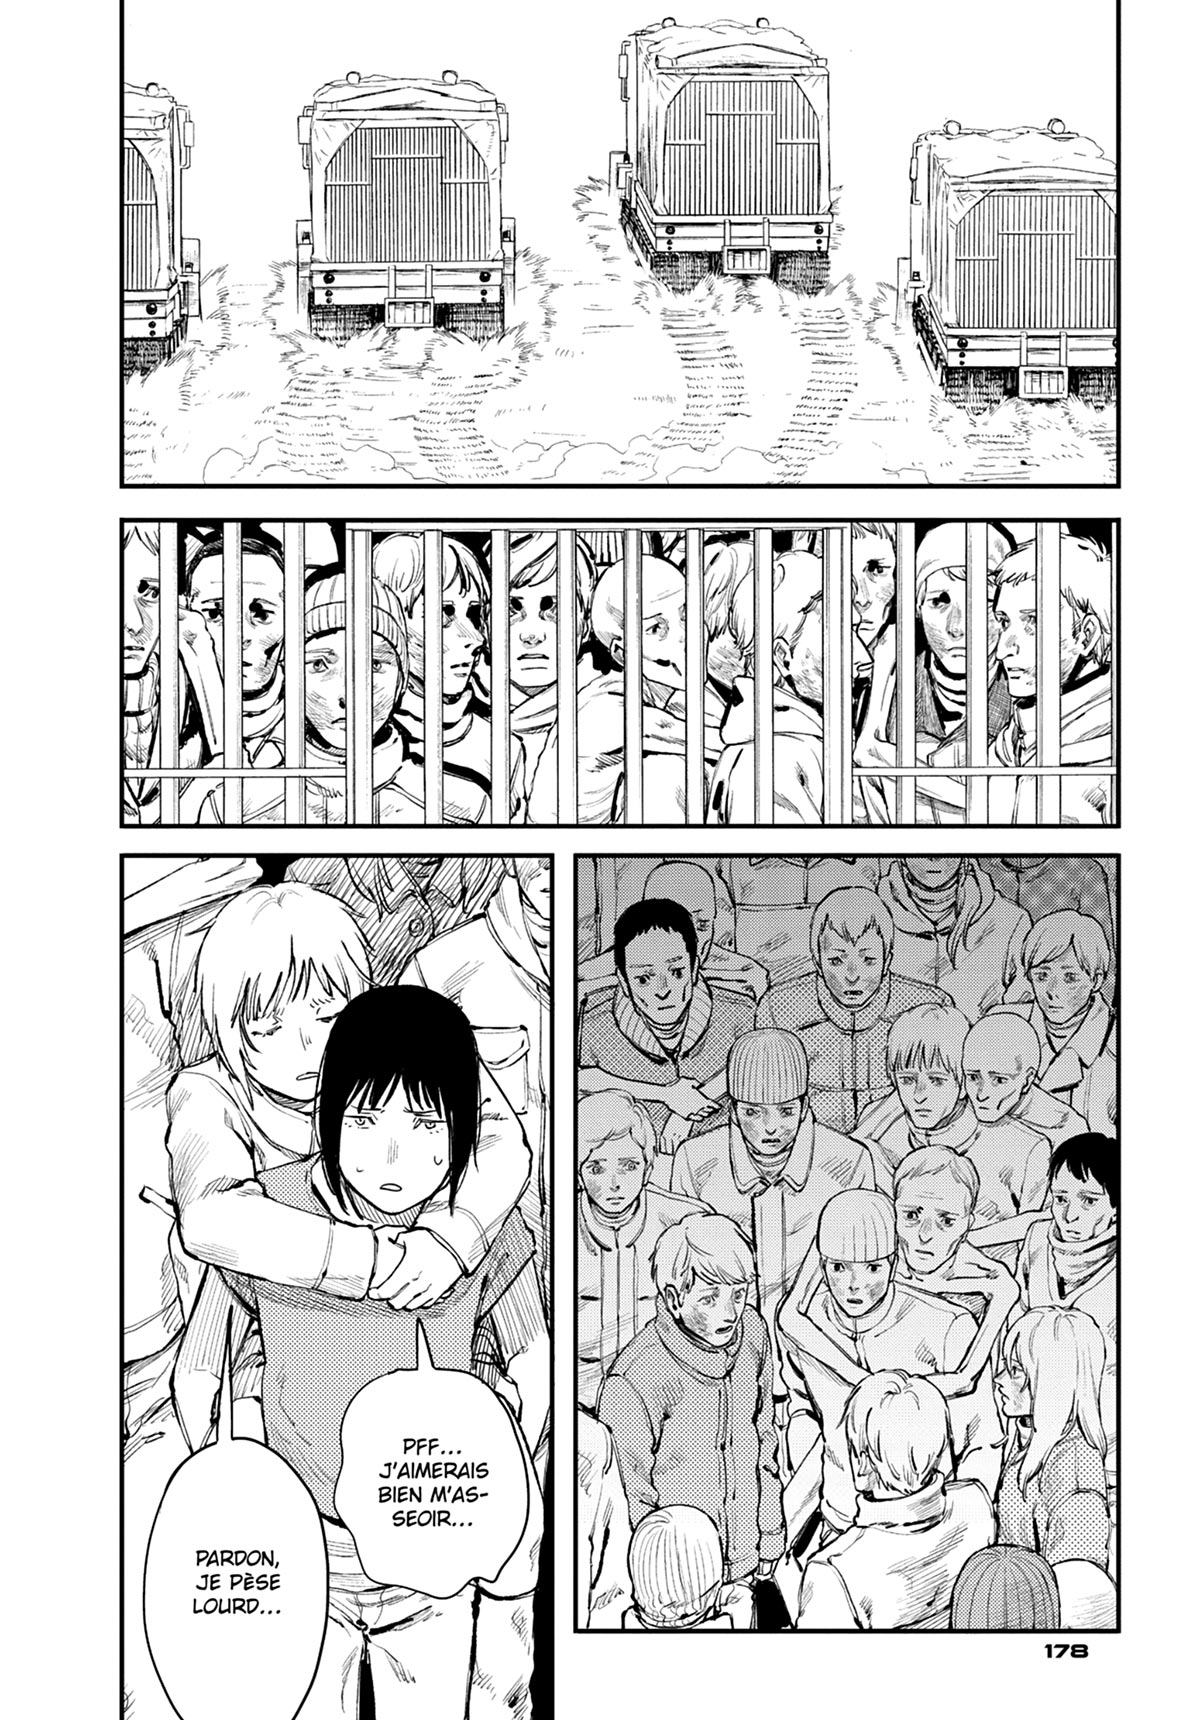 PFF...
J'AIMERAIS
BIEN M'AS-
SEOIR...
PARDON,
JE PÈSE
LOURD...
178